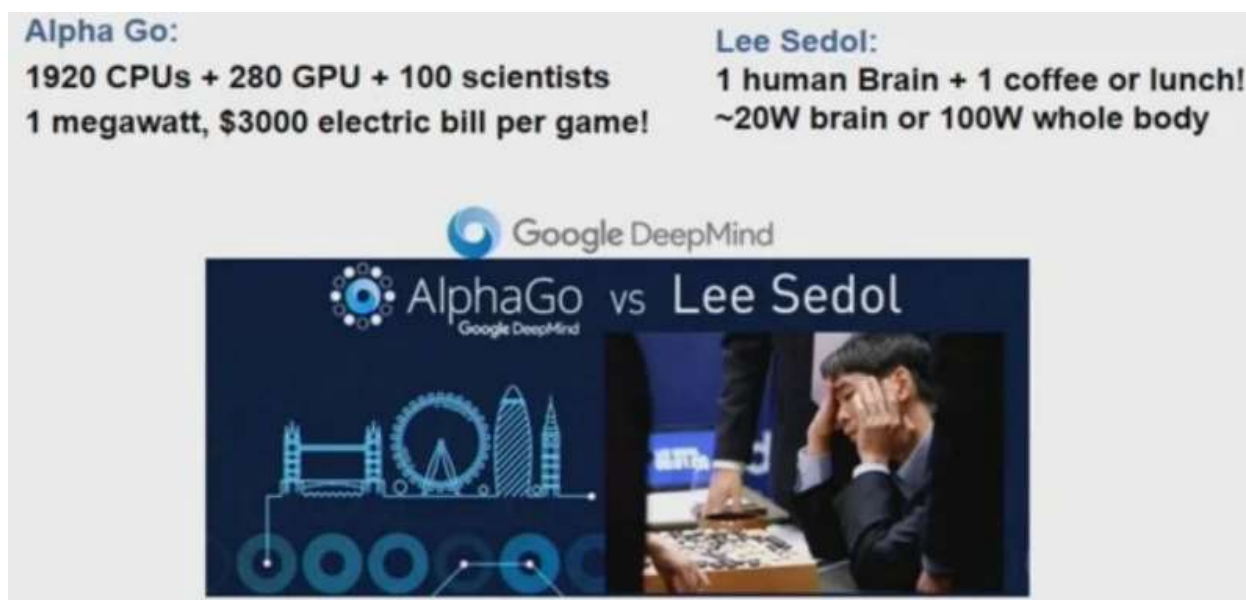 Alpha Go:
1920 CPUs + 280 GPU + 100 scientists
1 megawatt, $3000 electric bill per game!
Lee Sedol:
1 human Brain + 1 coffee or lunch!
~20W brain or 100W whole body
Google DeepMind
AlphaGo vs Lee Sedol
Google DeepMind